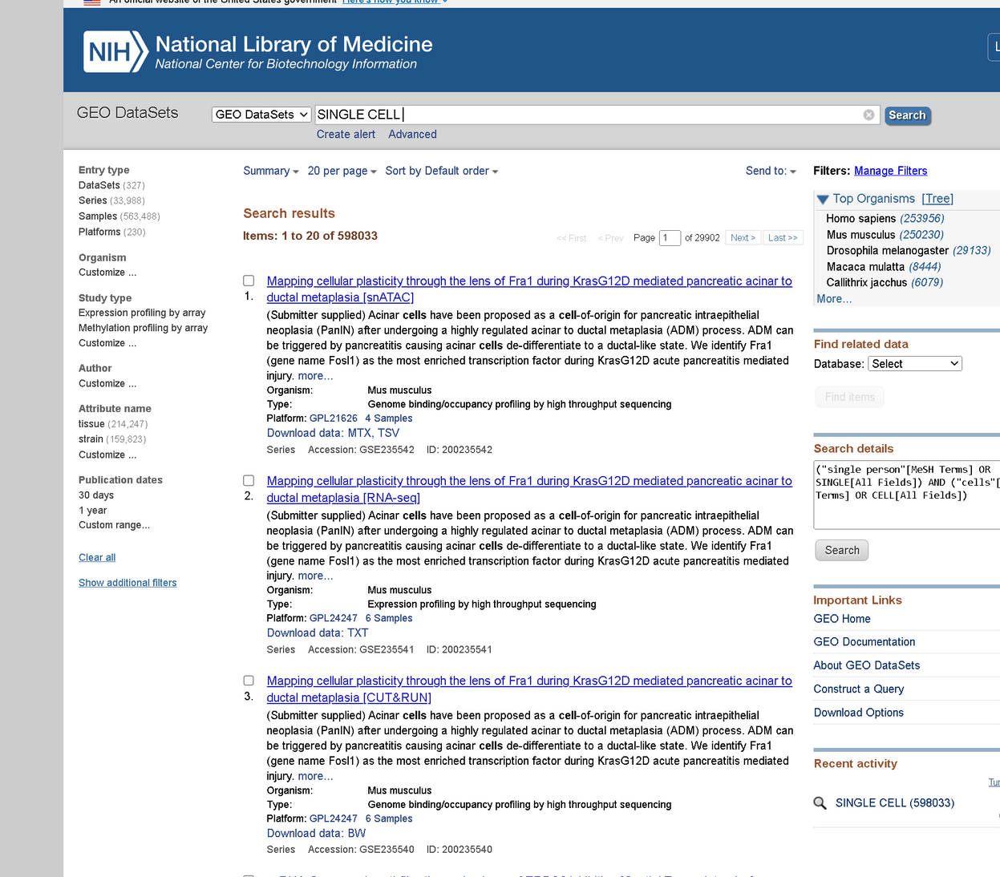 An official website of the United States government Here's how you know
NIH National Library of Medicine
National Center for Biotechnology Information
GEO DataSets GEO DataSets SINGLE CELL Search
Create alert Advanced
Entry type
DataSets (327)
Series (33,988)
Samples (563,488)
Platforms (230)
Organism
Customize ...
Study type
Expression profiling by array
Methylation profiling by array
Customize ...
Author
Customize ...
Attribute name
tissue (214,247)
strain (159,823)
Customize ...
Publication dates
30 days
1 year
Custom range...
Clear all
Show additional filters
Summary 20 per page Sort by Default order Send to:
Search results
Items: 1 to 20 of 598033
<< First < Prev Page 1 of 29902 Next > Last >>
Mapping cellular plasticity through the lens of Fra1 during KrasG12D mediated pancreatic acinar to
1. ductal metaplasia [snATAC]
(Submitter supplied) Acinar cells have been proposed as a cell-of-origin for pancreatic intraepithelial
neoplasia (PanIN) after undergoing a highly regulated acinar to ductal metaplasia (ADM) process. ADM can
be triggered by pancreatitis causing acinar cells de-differentiate to a ductal-like state. We identify Fra1
(gene name Fosl1) as the most enriched transcription factor during KrasG12D acute pancreatitis mediated
injury. more...
Organism: Mus musculus
Type: Genome binding/occupancy profiling by high throughput sequencing
Platform: GPL21626 4 Samples
Download data: MTX, TSV
Series Accession: GSE235542 ID: 200235542
Mapping cellular plasticity through the lens of Fra1 during KrasG12D mediated pancreatic acinar to
2. ductal metaplasia [RNA-seq]
(Submitter supplied) Acinar cells have been proposed as a cell-of-origin for pancreatic intraepithelial
neoplasia (PanIN) after undergoing a highly regulated acinar to ductal metaplasia (ADM) process. ADM can
be triggered by pancreatitis causing acinar cells de-differentiate to a ductal-like state. We identify Fra1
(gene name Fosl1) as the most enriched transcription factor during KrasG12D acute pancreatitis mediated
injury. more...
Organism: Mus musculus
Type: Expression profiling by high throughput sequencing
Platform: GPL24247 6 Samples
Download data: TXT
Series Accession: GSE235541 ID: 200235541
Mapping cellular plasticity through the lens of Fra1 during KrasG12D mediated pancreatic acinar to
3. ductal metaplasia [CUT&RUN]
(Submitter supplied) Acinar cells have been proposed as a cell-of-origin for pancreatic intraepithelial
neoplasia (PanIN) after undergoing a highly regulated acinar to ductal metaplasia (ADM) process. ADM can
be triggered by pancreatitis causing acinar cells de-differentiate to a ductal-like state. We identify Fra1
(gene name Fosl1) as the most enriched transcription factor during KrasG12D acute pancreatitis mediated
injury. more...
Organism: Mus musculus
Type: Genome binding/occupancy profiling by high throughput sequencing
Platform: GPL24247 6 Samples
Download data: BW
Series Accession: GSE235540 ID: 200235540
Filters: Manage Filters
Top Organisms [Tree]
Homo sapiens (253956)
Mus musculus (250230)
Drosophila melanogaster (29133)
Macaca mulatta (8444)
Callithrix jacchus (6079)
More...
Find related data
Database: Select
Find items
Search details
("single person"[MeSH Terms] OR
SINGLE[All Fields]) AND ("cells"[
Terms] OR CELL[All Fields])
Search
Important Links
GEO Home
GEO Documentation
About GEO DataSets
Construct a Query
Download Options
Recent activity
SINGLE CELL (598033)